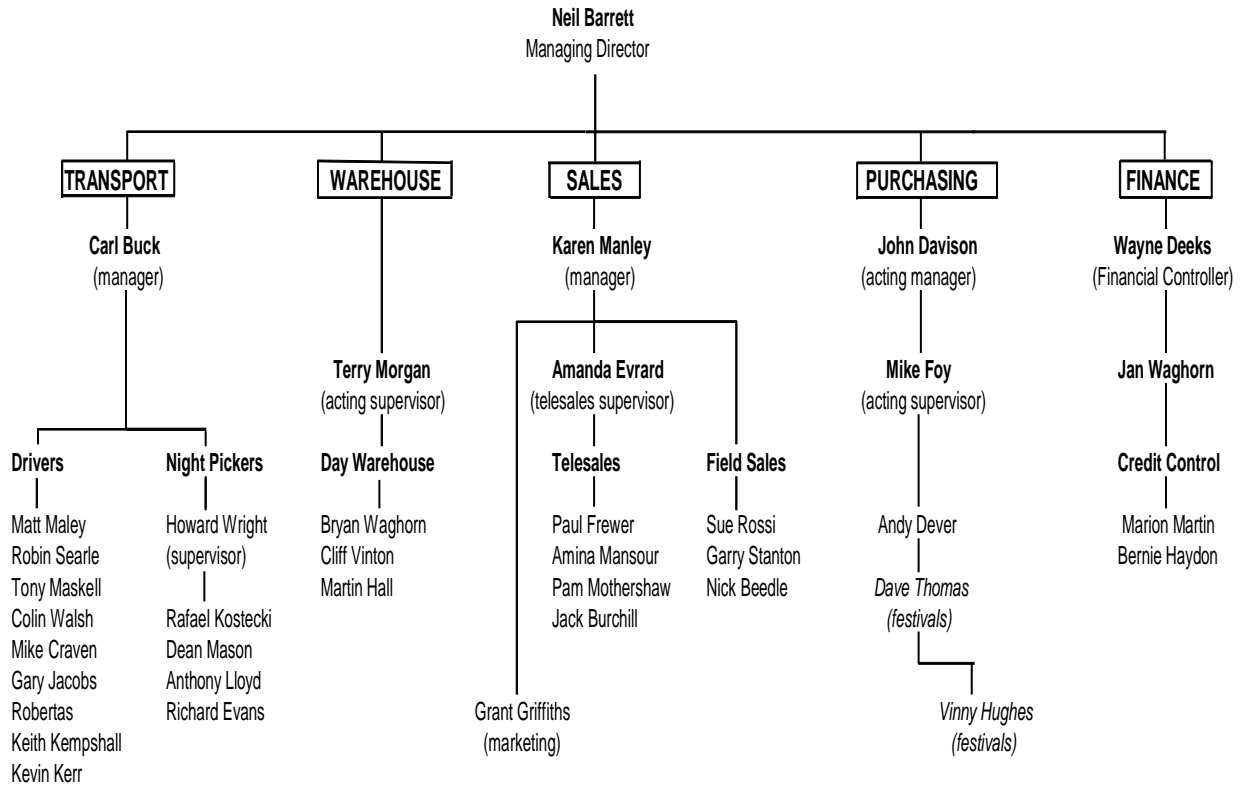 Neil Barrett
Managing Director
TRANSPORT
WAREHOUSE
SALES
PURCHASING
FINANCE
Carl Buck
(manager)
Karen Manley
(manager)
John Davison
(acting manager)
Wayne Deeks
(Financial Controller)
Terry Morgan
(acting supervisor)
Amanda Evrard
(telesales supervisor)
Mike Foy
(acting supervisor)
Jan Waghorn
Drivers
Matt Maley
Robin Searle
Tony Maskell
Colin Walsh
Mike Craven
Gary Jacobs
Robertas
Keith Kempshall
Kevin Kerr
Night Pickers
Howard Wright
(supervisor)
Rafael Kostecki
Dean Mason
Anthony Lloyd
Richard Evans
Day Warehouse
Bryan Waghorn
Cliff Vinton
Martin Hall
Grant Griffiths
(marketing)
Telesales
Paul Frewer
Amina Mansour
Pam Mothershaw
Jack Burchill
Field Sales
Sue Rossi
Garry Stanton
Nick Beedle
Andy Dever
Dave Thomas
(festivals)
Vinny Hughes
(festivals)
Credit Control
Marion Martin
Bernie Haydon